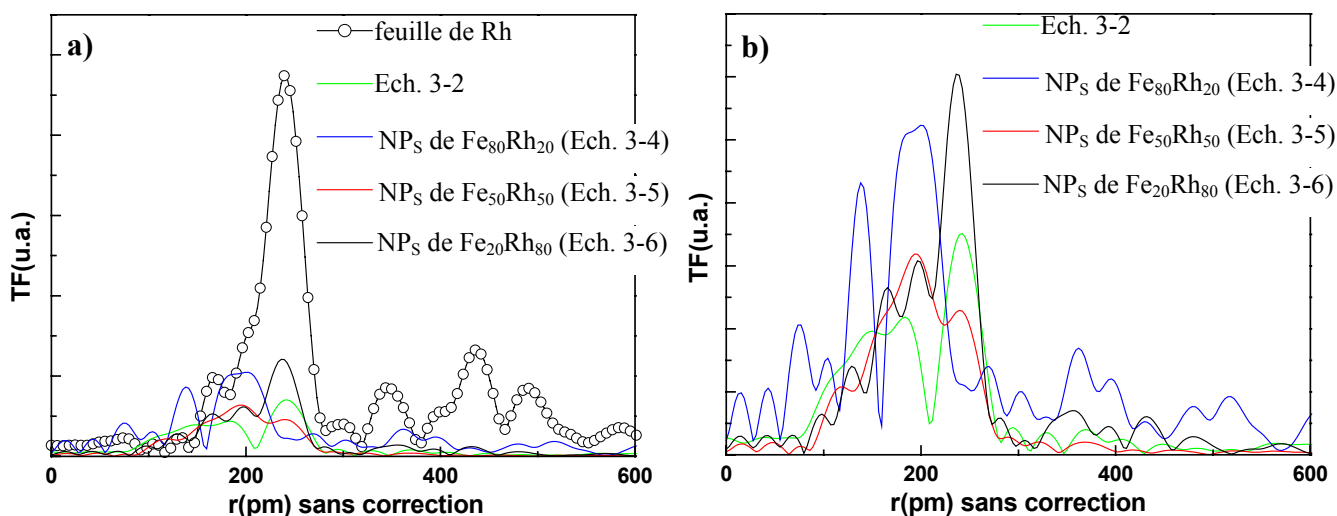 a)
feuille de Rh
Ech. 3-2
NPS de Fe80Rh20 (Ech. 3-4)
NPS de Fe50Rh50 (Ech. 3-5)
NPS de Fe20Rh80 (Ech. 3-6)
TF(u.a.)
0 200 400 600
r(pm) sans correction
b)
Ech. 3-2
NPS de Fe80Rh20 (Ech. 3-4)
NPS de Fe50Rh50 (Ech. 3-5)
NPS de Fe20Rh80 (Ech. 3-6)
TF(u.a.)
0 200 400 600
r(pm) sans correction